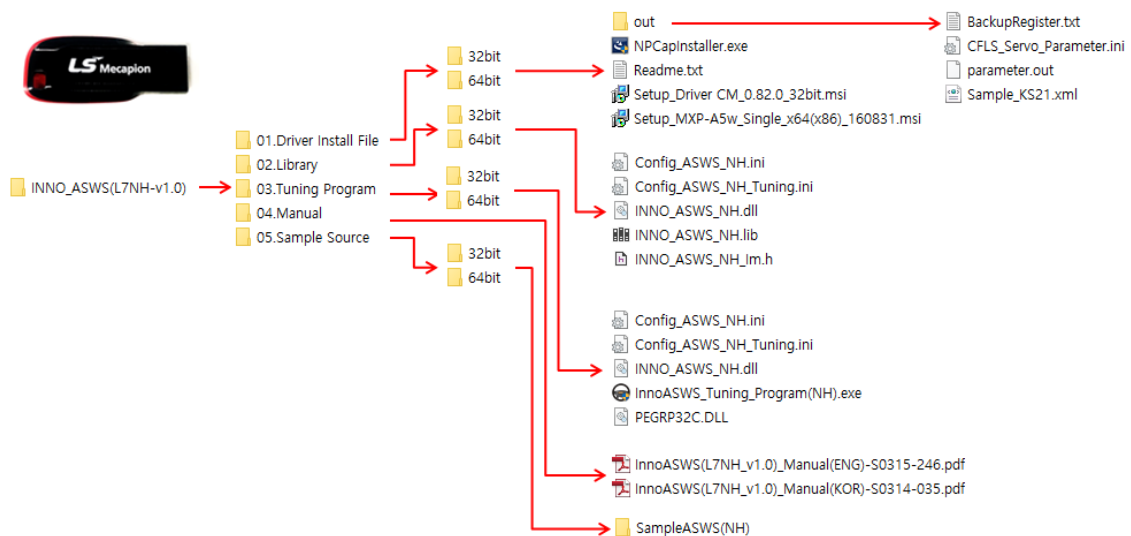 LS Mecapion
INNO_ASWS(L7NH-v1.0)
01.Driver Install File
02.Library
03.Tuning Program
04.Manual
05.Sample Source
32bit
64bit
32bit
64bit
32bit
64bit
32bit
64bit
out
NPCapInstaller.exe
Readme.txt
Setup_Driver CM_0.82.0_32bit.msi
Setup_MXP-A5w_Single_x64(x86)_160831.msi
BackupRegister.txt
CFLS_Servo_Parameter.ini
parameter.out
Sample_KS21.xml
Config_ASWS_NH.ini
Config_ASWS_NH_Tuning.ini
INNO_ASWS_NH.dll
INNO_ASWS_NH.lib
INNO_ASWS_NH_Im.h
Config_ASWS_NH.ini
Config_ASWS_NH_Tuning.ini
INNO_ASWS_NH.dll
InnoASWS_Tuning_Program(NH).exe
PEGRP32C.DLL
InnoASWS(L7NH_v1.0)_Manual(ENG)-S0315-246.pdf
InnoASWS(L7NH_v1.0)_Manual(KOR)-S0314-035.pdf
SampleASWS(NH)